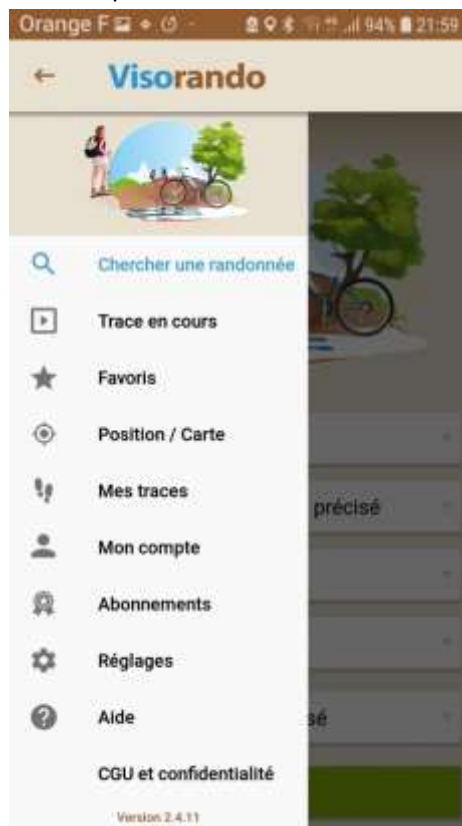 Orange F
94% 21:59
Visorando
Chercher une randonnée
Trace en cours
Favoris
Position / Carte
Mes traces
précisé
Mon compte
Abonnements
Réglages
Aide
sé
CGU et confidentialité
Version 2.4.11